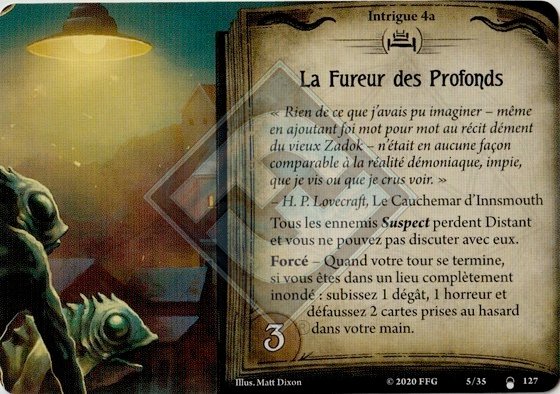 Intrigue 4a
La Fureur des Profonds
« Rien de ce que j'avais pu imaginer – même
en ajoutant foi mot pour mot au récit dément
du vieux Zadok – n'était en aucune façon
comparable à la réalité démoniaque, impie,
que je vis ou que je crus voir. »
– H. P. Lovecraft, Le Cauchemar d'Innsmouth
Tous les ennemis Suspect perdent Distant
et vous ne pouvez pas discuter avec eux.
Forcé – Quand votre tour se termine,
si vous êtes dans un lieu complètement
inondé : subissez 1 dégât, 1 horreur et
défaussez 2 cartes prises au hasard
dans votre main.
3
Illus. Matt Dixon © 2020 FFG 5/35 127